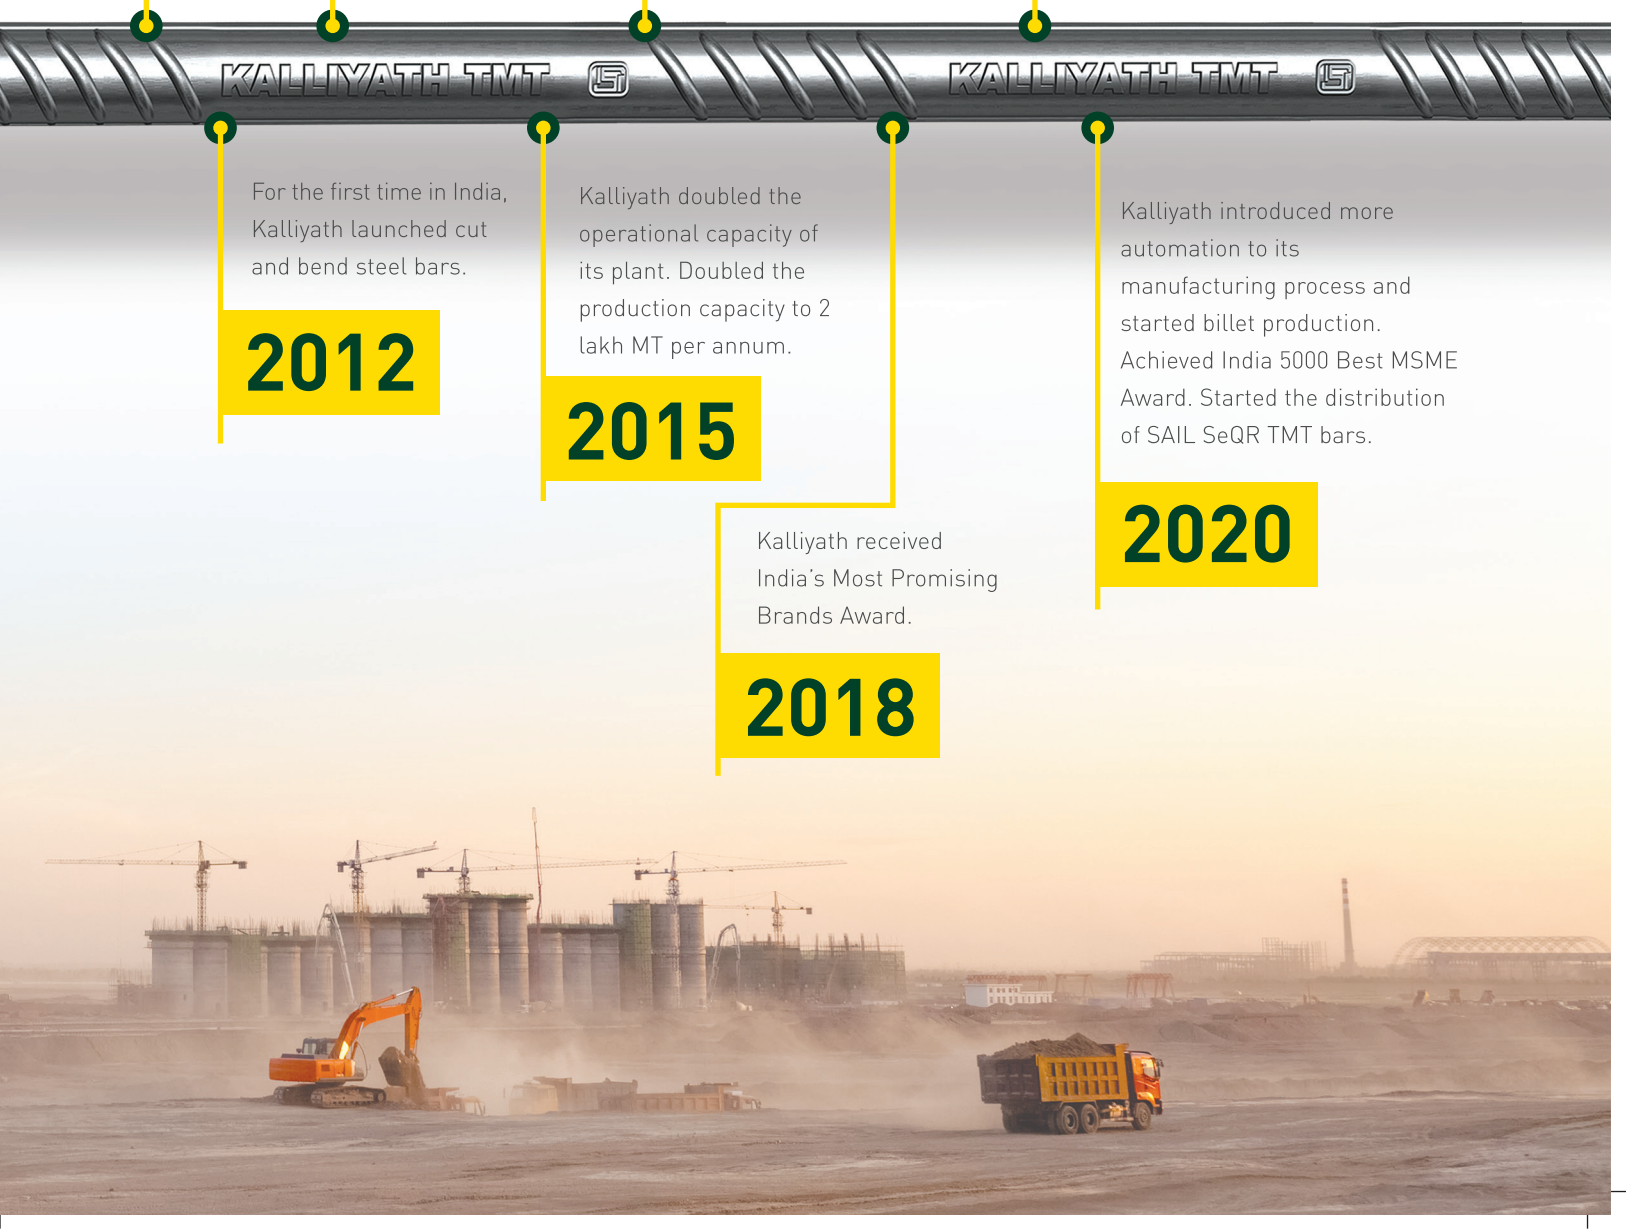 KALLIYATH TMT
KALLIYATH TMT
For the first time in India,
Kalliyath launched cut
and bend steel bars.
2012
Kalliyath doubled the
operational capacity of
its plant. Doubled the
production capacity to 2
lakh MT per annum.
2015
Kalliyath received
India’s Most Promising
Brands Award.
2018
Kalliyath introduced more
automation to its
manufacturing process and
started billet production.
Achieved India 5000 Best MSME
Award. Started the distribution
of SAIL SeQR TMT bars.
2020